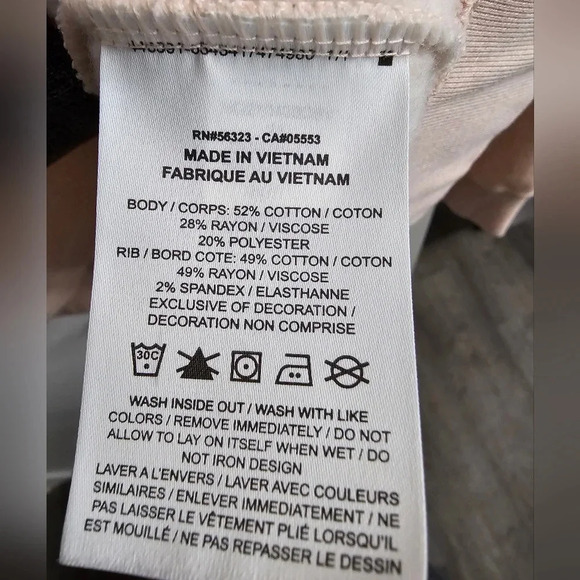 RN#56323 - CA#05553
MADE IN VIETNAM
FABRIQUE AU VIETNAM
BODY / CORPS: 52% COTTON / COTON
28% RAYON / VISCOSE
20% POLYESTER
RIB / BORD COTE: 49% COTTON / COTON
49% RAYON / VISCOSE
2% SPANDEX / ELASTHANNE
EXCLUSIVE OF DECORATION /
DECORATION NON COMPRISE
30C
WASH INSIDE OUT / WASH WITH LIKE
COLORS / REMOVE IMMEDIATELY / DO NOT
ALLOW TO LAY ON ITSELF WHEN WET / DO
NOT IRON DESIGN
LAVER A L'ENVERS / LAVER AVEC COULEURS
SIMILAIRES / ENLEVER IMMEDIATEMENT / NE
PAS LAISSER LE VÊTEMENT PLIÉ LORSQU'IL
EST MOUILLÉ / NE PAS REPASSER LE DESSIN